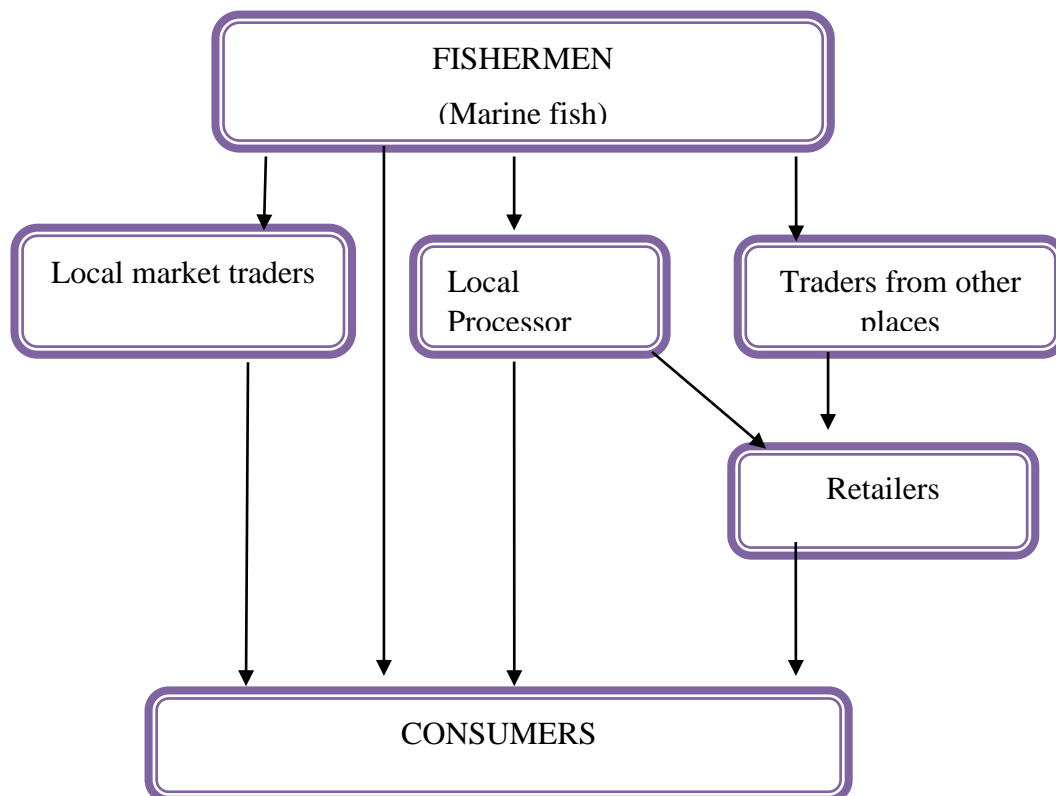 FISHERMEN
(Marine fish)
Local market traders
Local
Processor
Traders from other
places
Retailers
CONSUMERS